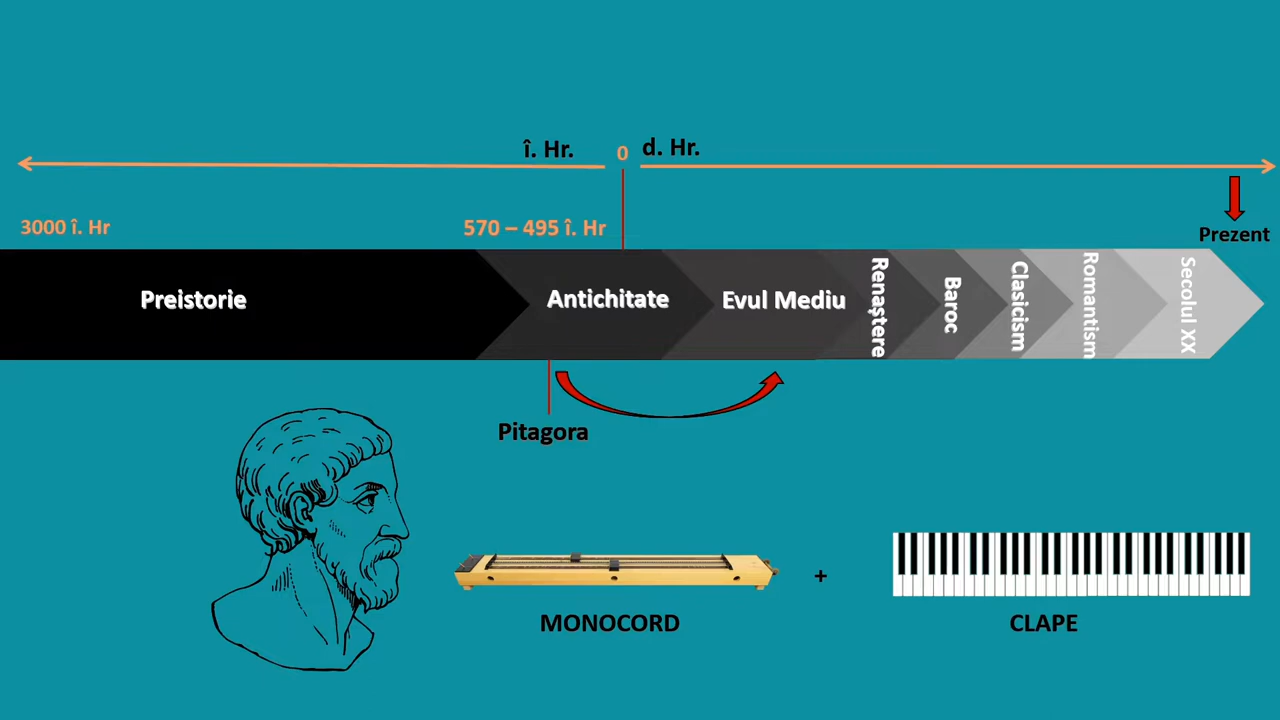 î. Hr.
0
d. Hr.
3000 î. Hr
570 – 495 î. Hr
Prezent
Preistorie
Antichitate
Evul Mediu
Renaștere
Baroc
Clasicism
Romantism
Secolul XX
Pitagora
+
MONOCORD
CLAPE